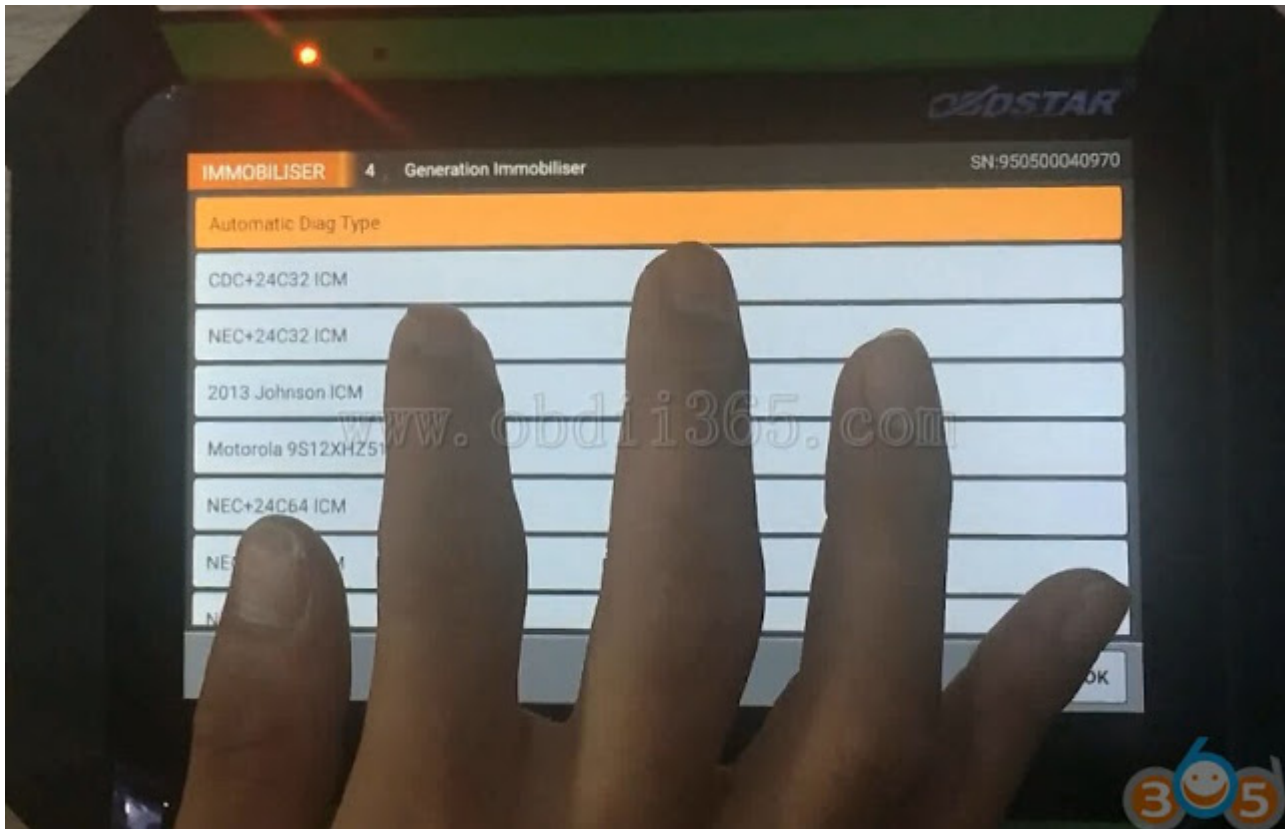 OBDSTAR
IMMOBILISER 4 Generation Immobiliser SN:950500040970
Automatic Diag Type
CDC+24C32 ICM
NEC+24C32 ICM
2013 Johnson ICM
www.obdii365.com
Motorola 9S12XHZ51
NEC+24C64 ICM
NE
OK
365